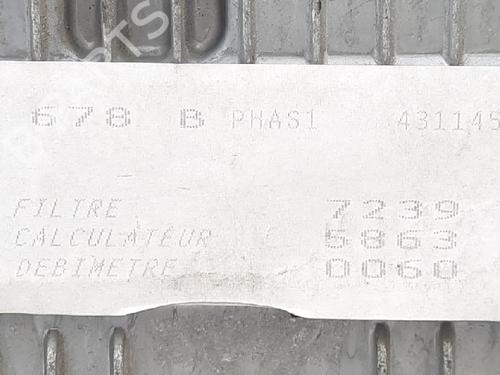 678 B PHAS1 431145
FILTRE 7239
CALCULATEUR 5863
DEBIMETRE 0060